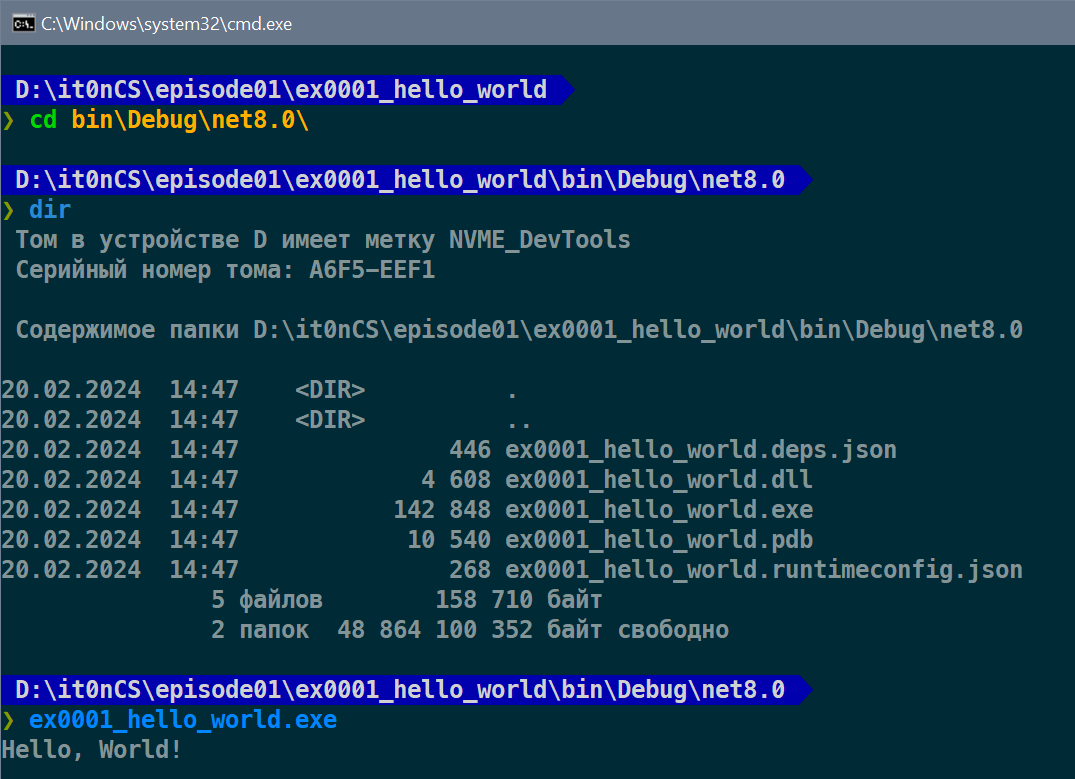 C:\Windows\system32\cmd.exe
D:\it0nCS\episode01\ex0001_hello_world
❯ cd bin\Debug\net8.0\
D:\it0nCS\episode01\ex0001_hello_world\bin\Debug\net8.0
❯ dir
Том в устройстве D имеет метку NVME_DevTools
Серийный номер тома: A6F5-EEF1
Содержимое папки D:\it0nCS\episode01\ex0001_hello_world\bin\Debug\net8.0
20.02.2024  14:47    <DIR>          .
20.02.2024  14:47    <DIR>          ..
20.02.2024  14:47               446 ex0001_hello_world.deps.json
20.02.2024  14:47             4 608 ex0001_hello_world.dll
20.02.2024  14:47           142 848 ex0001_hello_world.exe
20.02.2024  14:47            10 540 ex0001_hello_world.pdb
20.02.2024  14:47               268 ex0001_hello_world.runtimeconfig.json
5 файлов        158 710 байт
2 папок  48 864 100 352 байт свободно
D:\it0nCS\episode01\ex0001_hello_world\bin\Debug\net8.0
❯ ex0001_hello_world.exe
Hello, World!